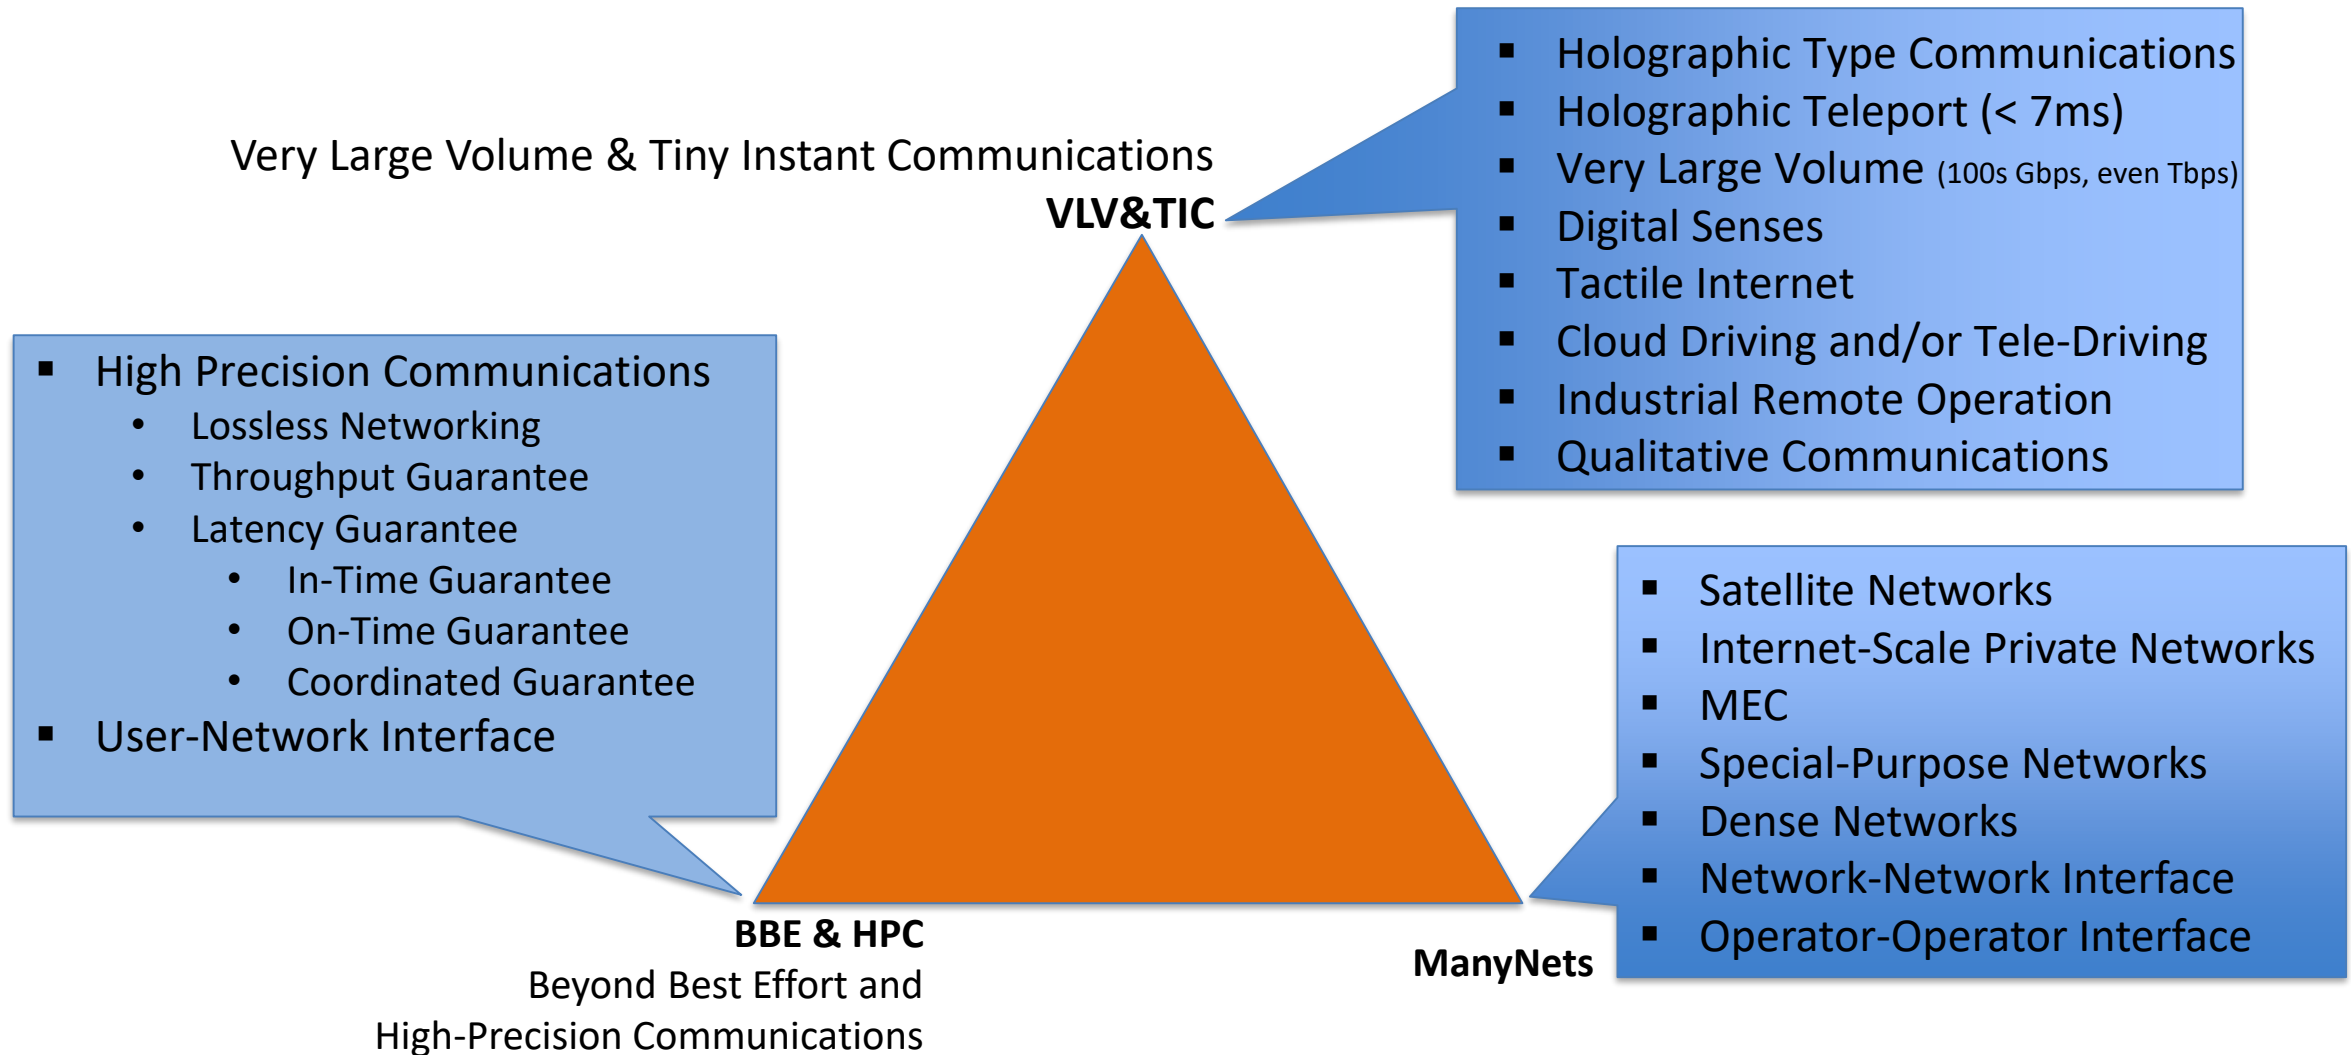 Very Large Volume & Tiny Instant Communications
VLV&TIC
▪ Holographic Type Communications
▪ Holographic Teleport (< 7ms)
▪ Very Large Volume (100s Gbps, even Tbps)
▪ Digital Senses
▪ Tactile Internet
▪ Cloud Driving and/or Tele-Driving
▪ Industrial Remote Operation
▪ Qualitative Communications
▪ High Precision Communications
• Lossless Networking
• Throughput Guarantee
• Latency Guarantee
• In-Time Guarantee
• On-Time Guarantee
• Coordinated Guarantee
▪ User-Network Interface
▪ Satellite Networks
▪ Internet-Scale Private Networks
▪ MEC
▪ Special-Purpose Networks
▪ Dense Networks
▪ Network-Network Interface
▪ Operator-Operator Interface
BBE & HPC
Beyond Best Effort and
High-Precision Communications
ManyNets